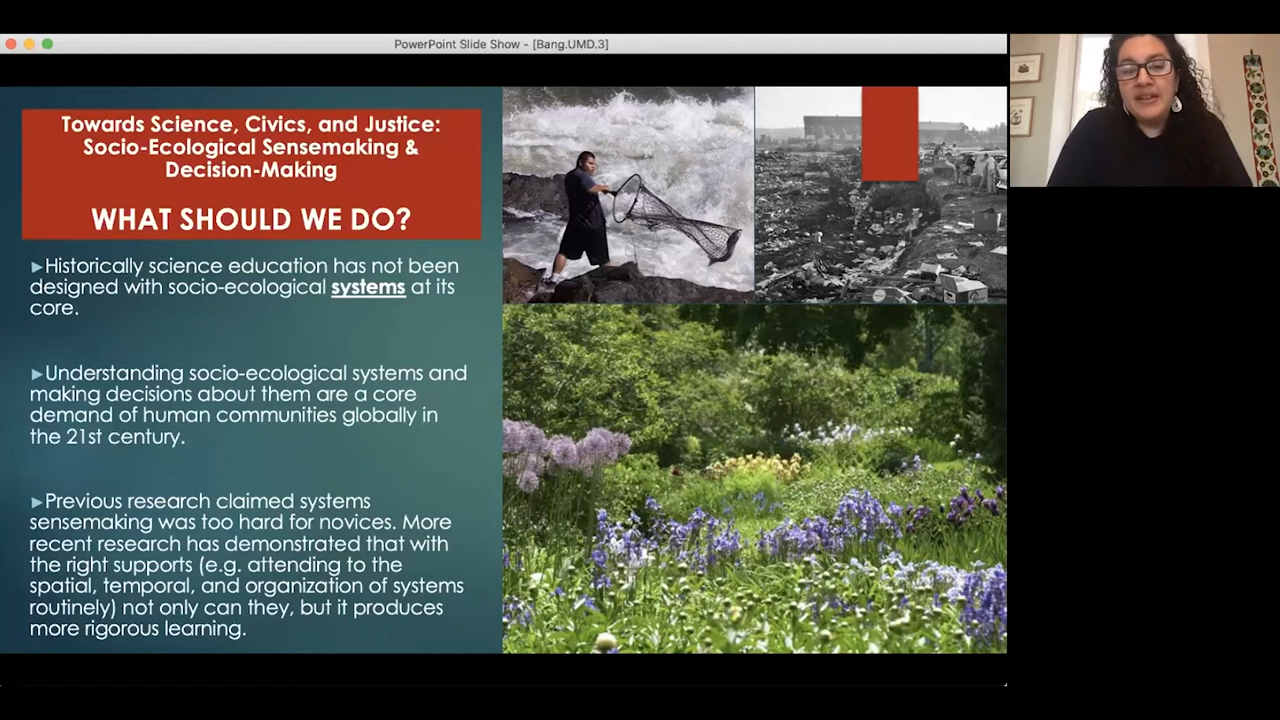 PowerPoint Slide Show - [Bang.UMD.3]
Towards Science, Civics, and Justice:
Socio-Ecological Sensemaking &
Decision-Making
WHAT SHOULD WE DO?
▶Historically science education has not been
designed with socio-ecological systems at its
core.
▶Understanding socio-ecological systems and
making decisions about them are a core
demand of human communities globally in
the 21st century.
▶Previous research claimed systems
sensemaking was too hard for novices. More
recent research has demonstrated that with
the right supports (e.g. attending to the
spatial, temporal, and organization of systems
routinely) not only can they, but it produces
more rigorous learning.